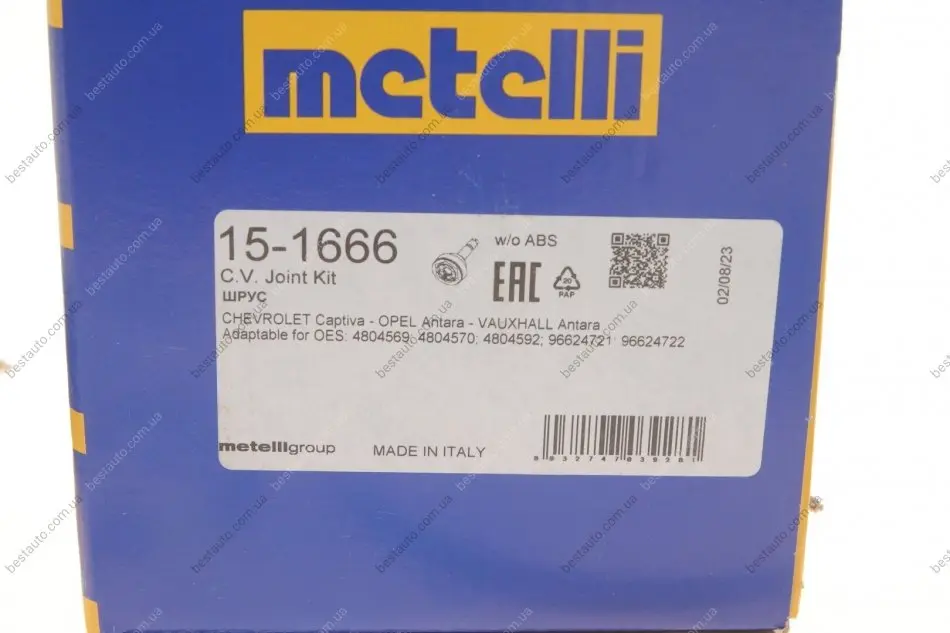 metelli
15-1666
C.V. Joint Kit
ШРУС
w/o ABS
EAC
20
PAP
02/08/23
CHEVROLET Captiva - OPEL Antara - VAUXHALL Antara
Adaptable for OES: 4804569; 4804570; 4804592; 96624721 96624722
metelligroup
MADE IN ITALY
bestauto.com.ua